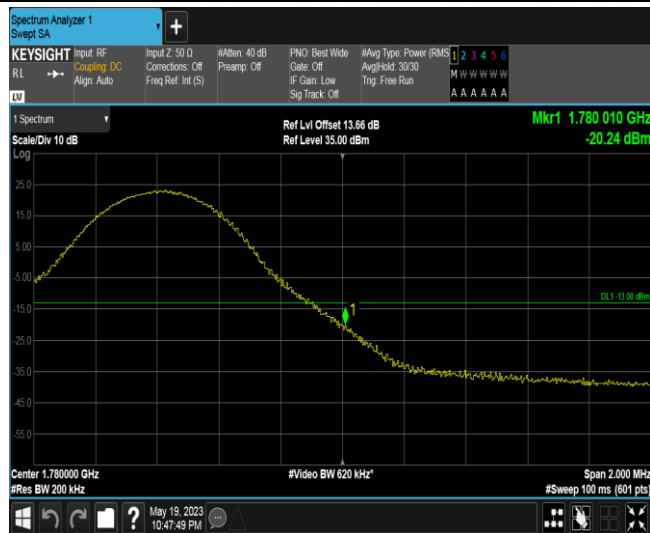 Spectrum Analyzer 1
Swept SA
KEYSIGHT
RL
Input: RF
Coupling: DC
Align: Auto
Input Z: 50 Ω
Corrections: Off
Freq Ref: Int (S)
#Atten: 40 dB
Preamp: Off
PNO: Best Wide
Gate: Off
IF Gain: Low
Sig Track: Off
#Avg Type: Power (RMS
Avg|Hold: 30/30
Trig: Free Run
1 2 3 4 5 6
M W W W W W
A A A A A A
1 Spectrum
Scale/Div 10 dB
Ref Lvl Offset 13.66 dB
Ref Level 35.00 dBm
Mkr1 1.780 010 GHz
-20.24 dBm
Log
25.0
15.0
5.00
-5.00
DL1 -13.00 dBm
-15.0
1
-25.0
-35.0
-45.0
-55.0
Center 1.780000 GHz
#Video BW 620 kHz*
Span 2.000 MHz
#Res BW 200 kHz
#Sweep 100 ms (601 pts)
?
May 19, 2023
10:47:49 PM